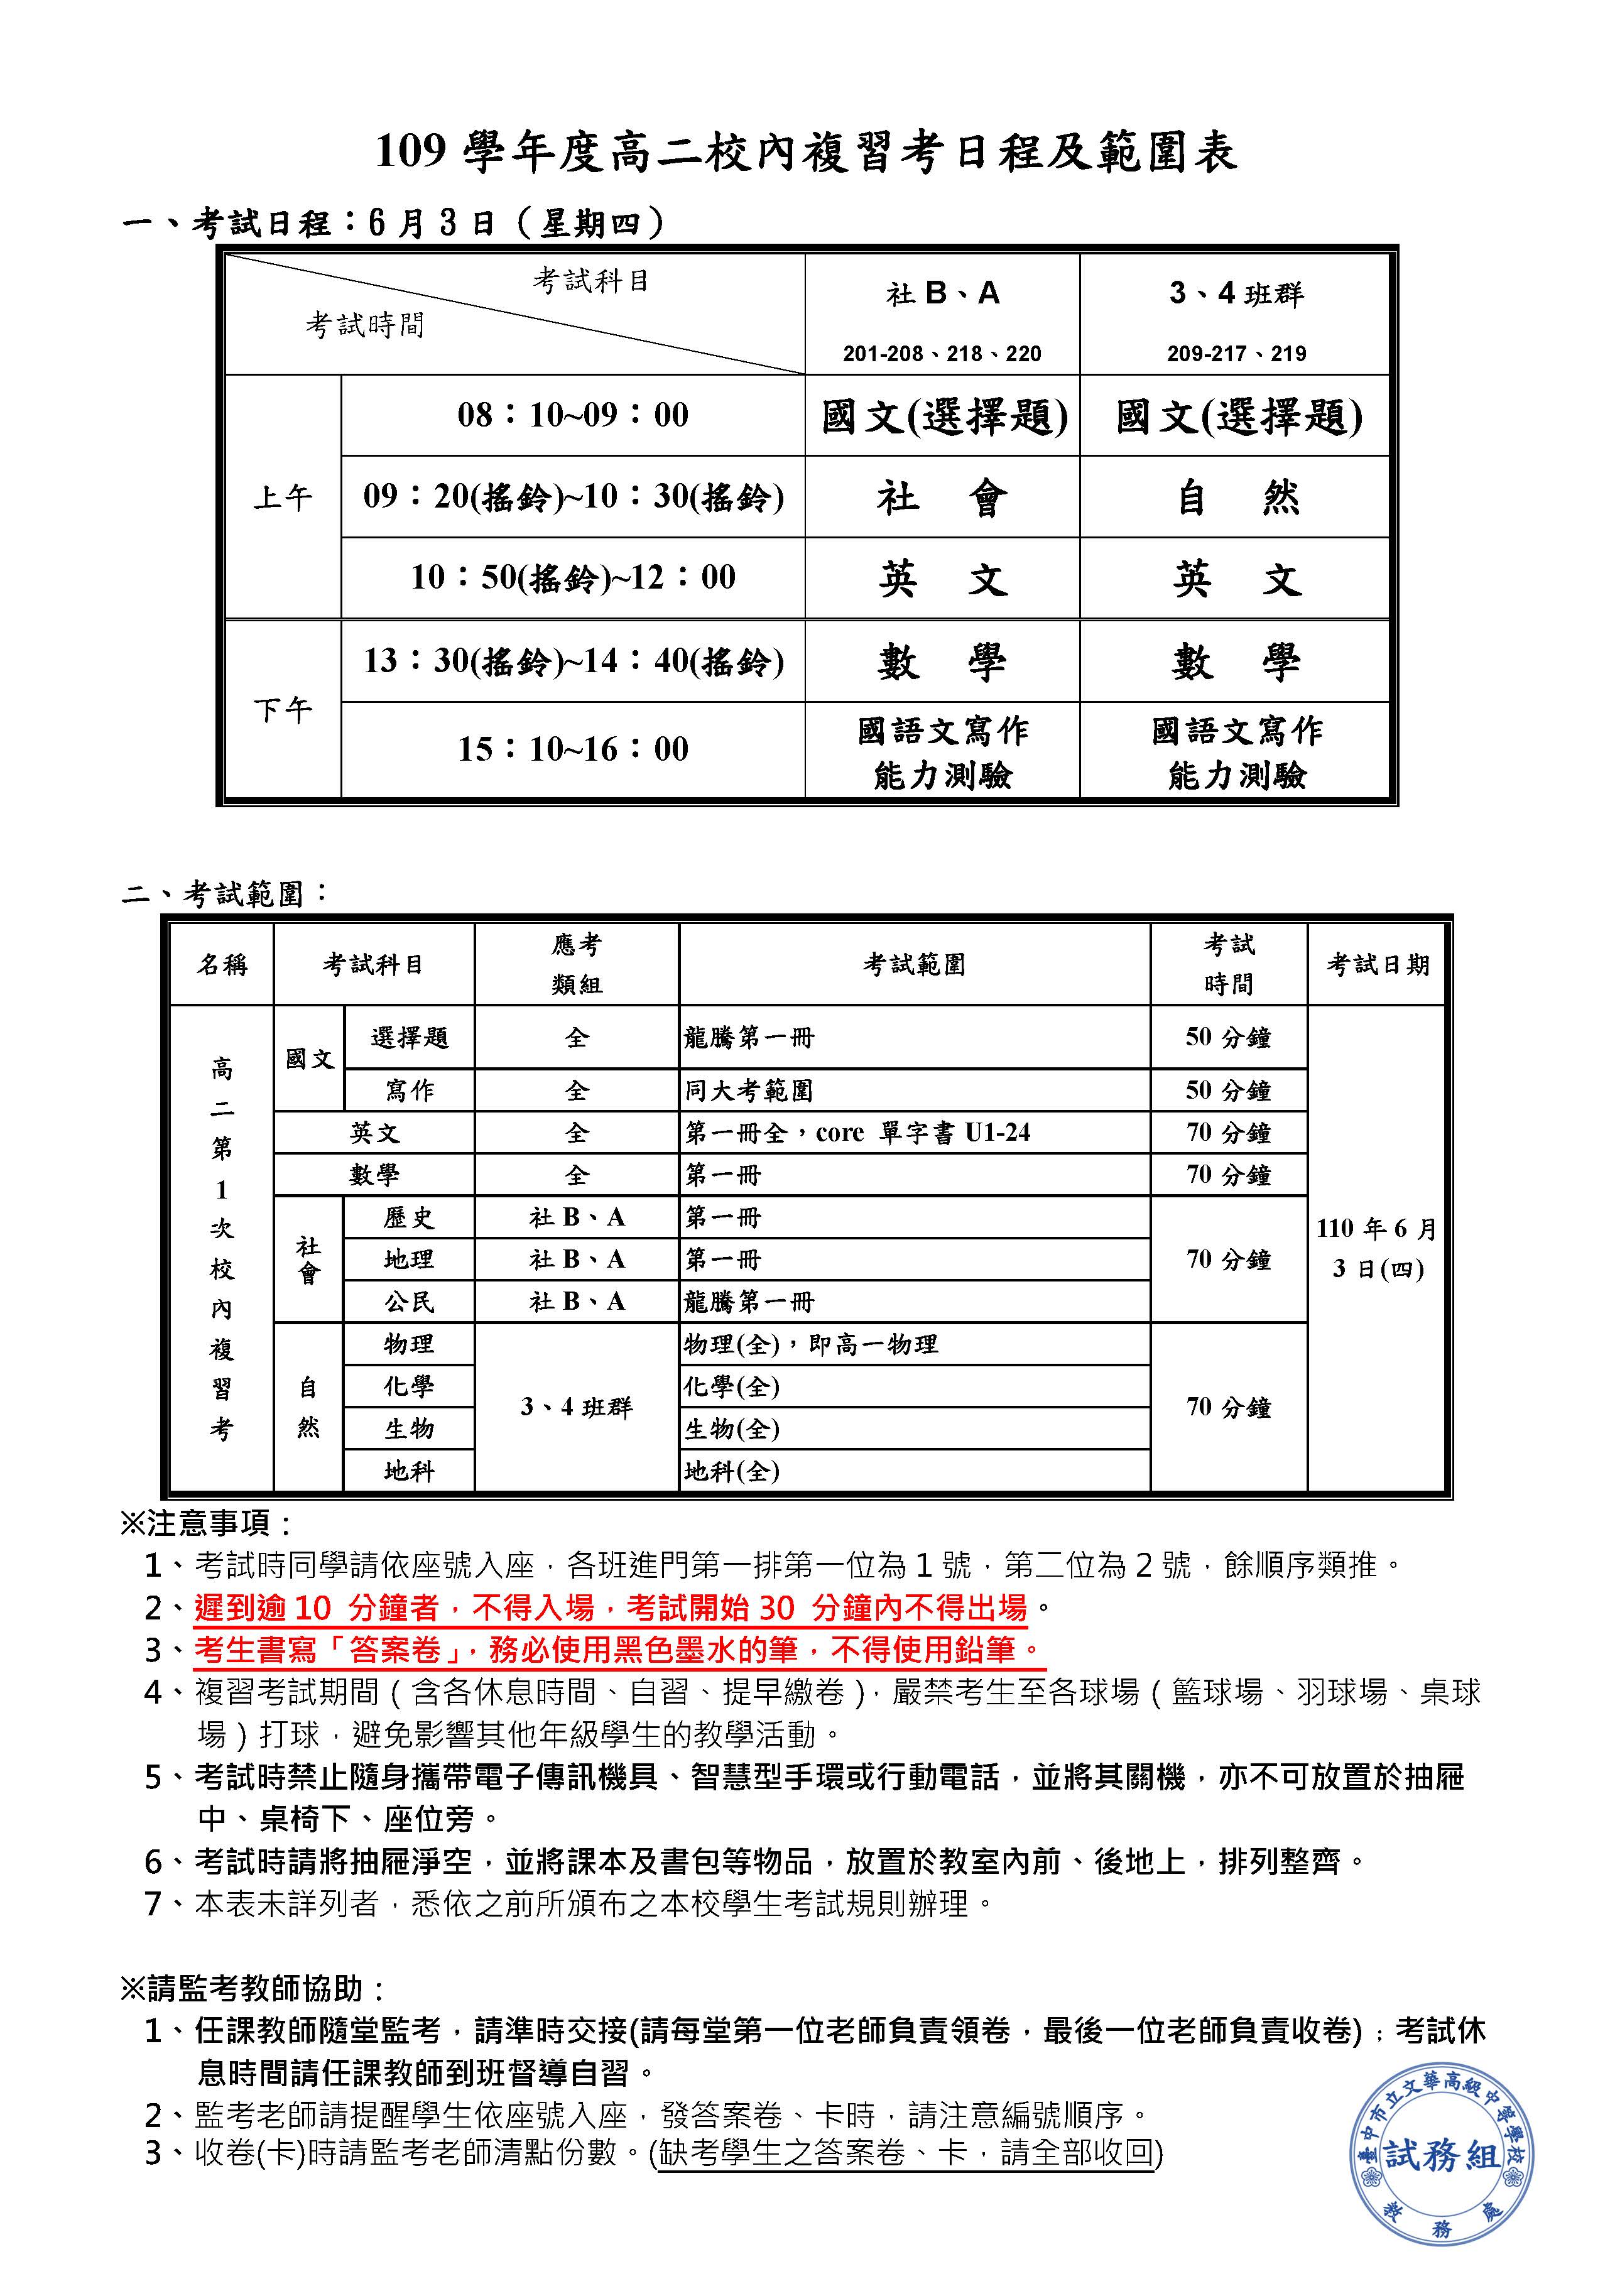 109 學年度高二校內複習考日程及範圍表
一、考試日程：6 月 3 日（星期四）
考試科目
考試時間
社 B、A
201-208、218、220
3、4 班群
209-217、219
上午
08：10~09：00
國文(選擇題)
國文(選擇題)
09：20(搖鈴)~10：30(搖鈴)
社 會
自 然
10：50(搖鈴)~12：00
英 文
英 文
下午
13：30(搖鈴)~14：40(搖鈴)
數 學
數 學
15：10~16：00
國語文寫作
能力測驗
國語文寫作
能力測驗
二、考試範圍：
名稱
考試科目
應考
類組
考試範圍
考試
時間
考試日期
高二第1次校內複習考
國文
選擇題
全
龍騰第一冊
50 分鐘
寫作
全
同大考範圍
50 分鐘
英文
全
第一冊全，core 單字書 U1-24
70 分鐘
數學
全
第一冊
70 分鐘
社會
歷史
社 B、A
第一冊
地理
社 B、A
第一冊
公民
社 B、A
龍騰第一冊
70 分鐘
110 年 6 月
3 日(四)
自然
物理
物理(全)，即高一物理
化學
化學(全)
生物
生物(全)
地科
地科(全)
3、4 班群
70 分鐘
※注意事項：
1、考試時同學請依座號入座，各班進門第一排第一位為 1 號，第二位為 2 號，餘順序類推。
2、遲到逾 10 分鐘者，不得入場，考試開始 30 分鐘內不得出場。
3、考生書寫「答案卷」，務必使用黑色墨水的筆，不得使用鉛筆。
4、複習考試期間（含各休息時間、自習、提早繳卷），嚴禁考生至各球場（籃球場、羽球場、桌球
場）打球，避免影響其他年級學生的教學活動。
5、考試時禁止隨身攜帶電子傳訊機具、智慧型手環或行動電話，並將其關機，亦不可放置於抽屜
中、桌椅下、座位旁。
6、考試時請將抽屜淨空，並將課本及書包等物品，放置於教室內前、後地上，排列整齊。
7、本表未詳列者，悉依之前所頒布之本校學生考試規則辦理。
※請監考教師協助：
1、任課教師隨堂監考，請準時交接(請每堂第一位老師負責領卷，最後一位老師負責收卷)；考試休
息時間請任課教師到班督導自習。
2、監考老師請提醒學生依座號入座，發答案卷、卡時，請注意編號順序。
3、收卷(卡)時請監考老師清點份數。(缺考學生之答案卷、卡，請全部收回)
臺中市立文華高級中等學校
試務組
教務處